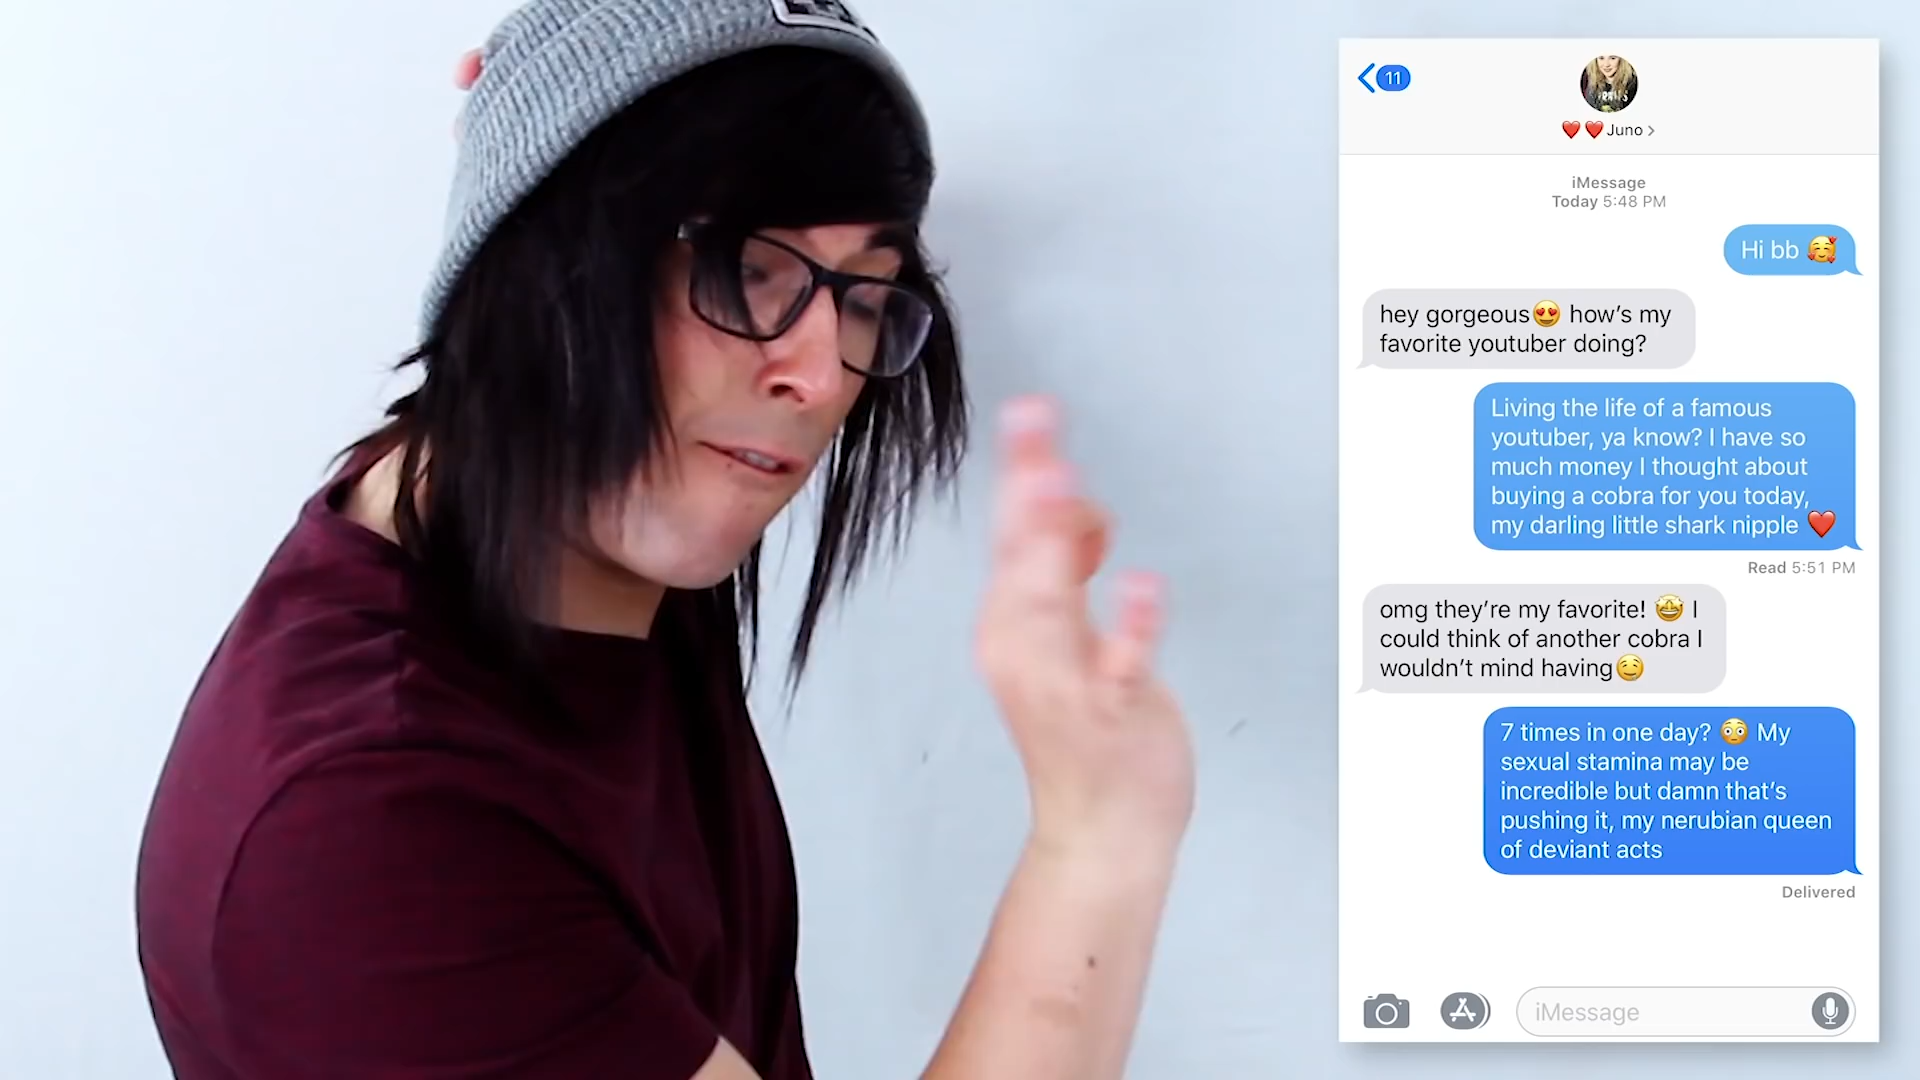 11
❤️❤️Juno >
iMessage
Today 5:48 PM
Hi bb 🥰
hey gorgeous😍 how's my
favorite youtuber doing?
Living the life of a famous
youtuber, ya know? I have so
much money I thought about
buying a cobra for you today,
my darling little shark nipple ❤️
Read 5:51 PM
omg they're my favorite! 🤩 I
could think of another cobra I
wouldn't mind having🤤
7 times in one day? 😳 My
sexual stamina may be
incredible but damn that's
pushing it, my nerubian queen
of deviant acts
Delivered
iMessage